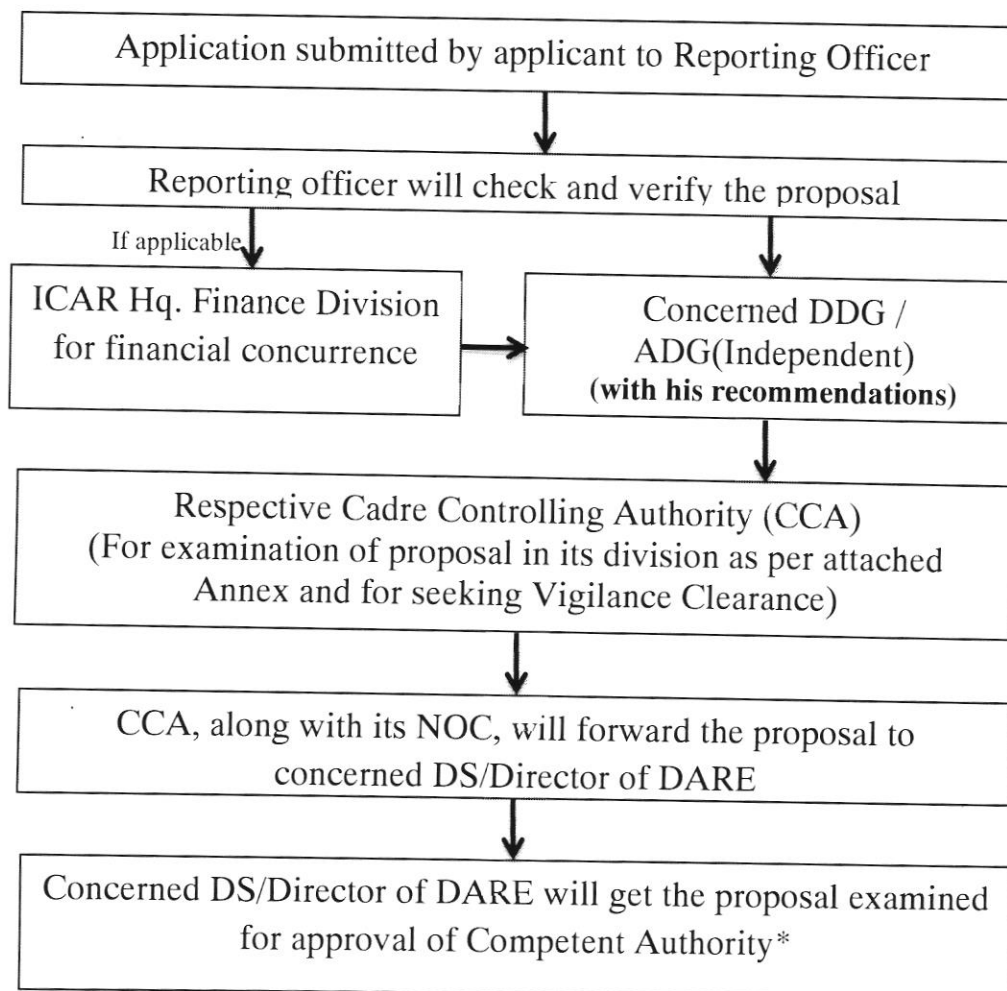 Application submitted by applicant to Reporting Officer
Reporting officer will check and verify the proposal
If applicable
ICAR Hq. Finance Division
for financial concurrence
Concerned DDG /
ADG(Independent)
(with his recommendations)
Respective Cadre Controlling Authority (CCA)
(For examination of proposal in its division as per attached
Annex and for seeking Vigilance Clearance)
CCA, along with its NOC, will forward the proposal to
concerned DS/Director of DARE
Concerned DS/Director of DARE will get the proposal examined
for approval of Competent Authority*